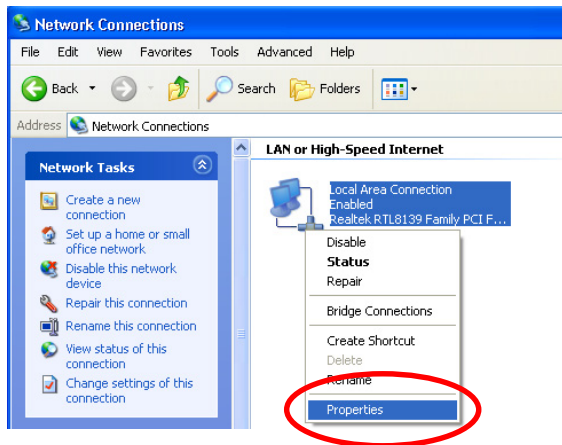 Network Connections
File Edit View Favorites Tools Advanced Help
Back Search Folders
Address Network Connections
Network Tasks
Create a new
connection
Set up a home or small
office network
Disable this network
device
Repair this connection
Rename this connection
View status of this
connection
Change settings of this
connection
LAN or High-Speed Internet
Local Area Connection
Enabled
Realtek RTL8139 Family PCI F...
Disable
Status
Repair
Bridge Connections
Create Shortcut
Delete
Rename
Properties